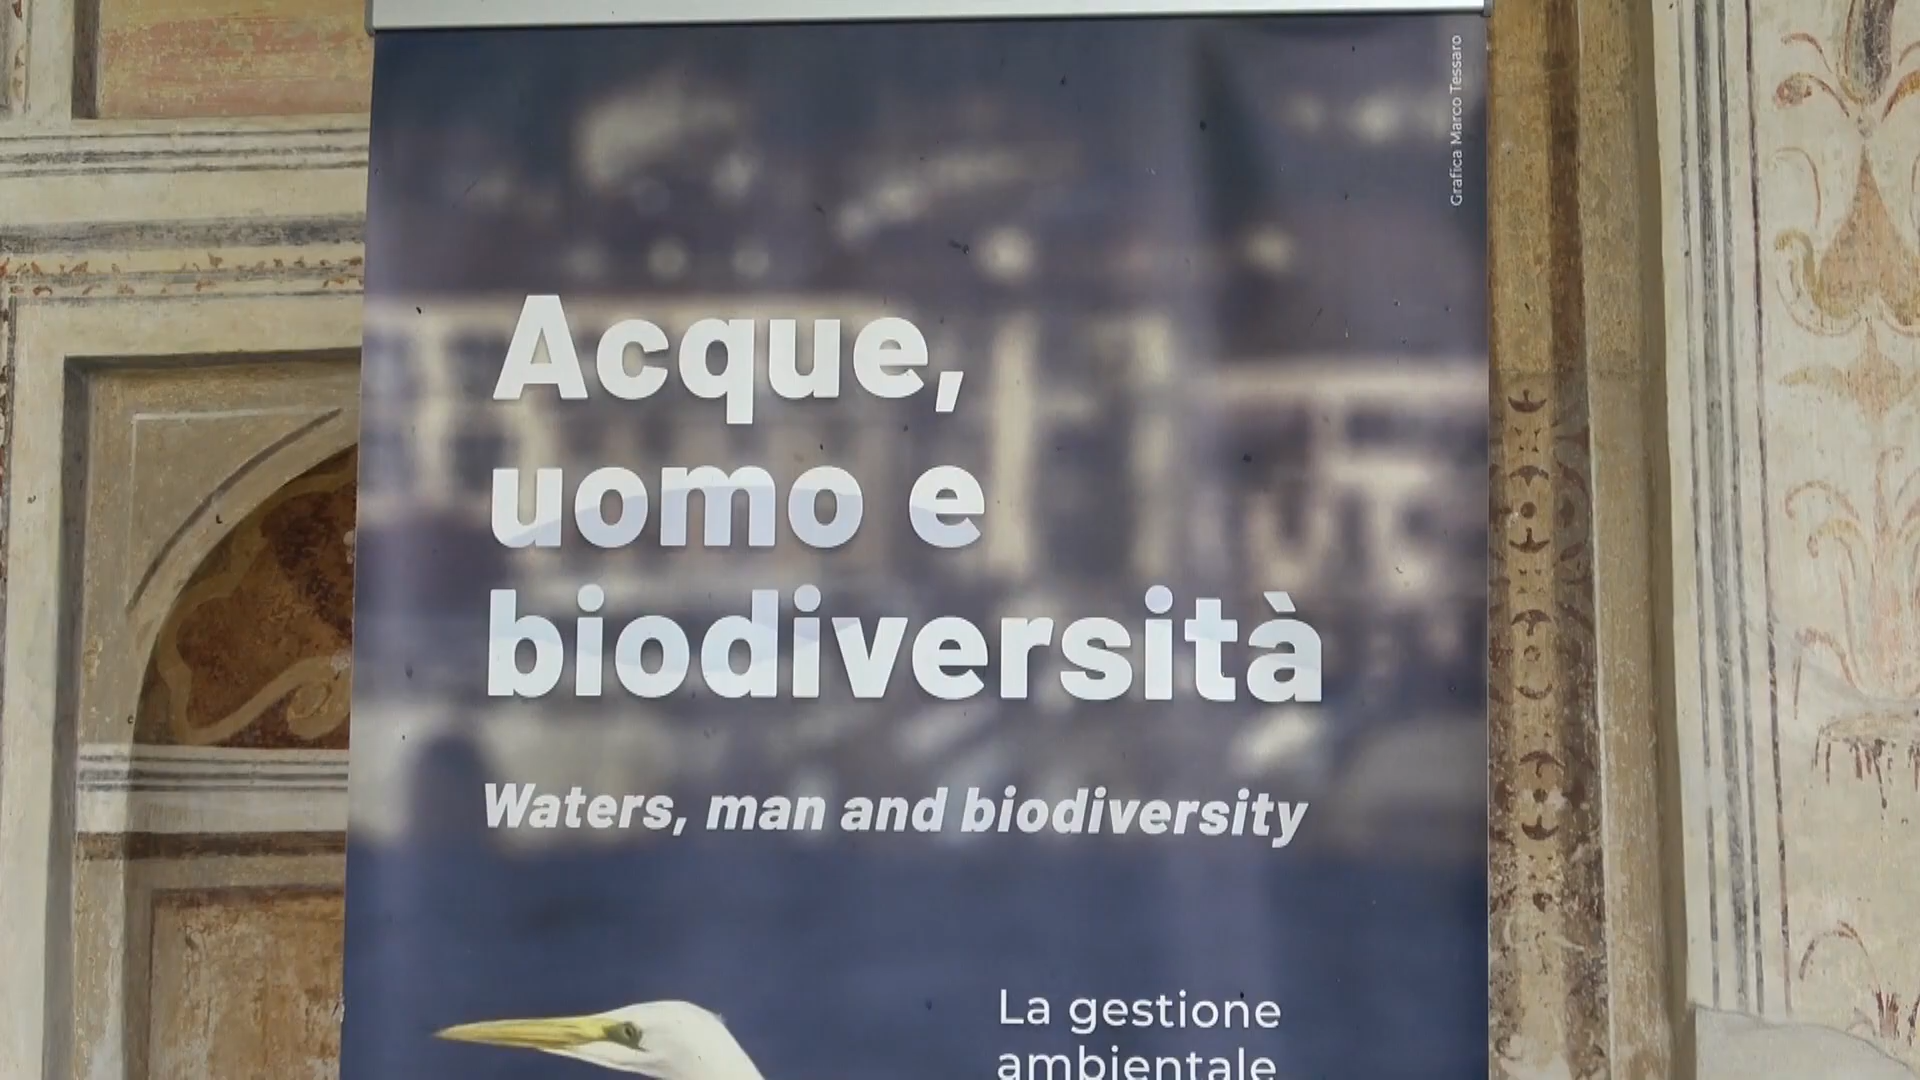 Grafica Marco Tessaro
Acque,
uomo e
biodiversità
Waters, man and biodiversity
La gestione
ambientale